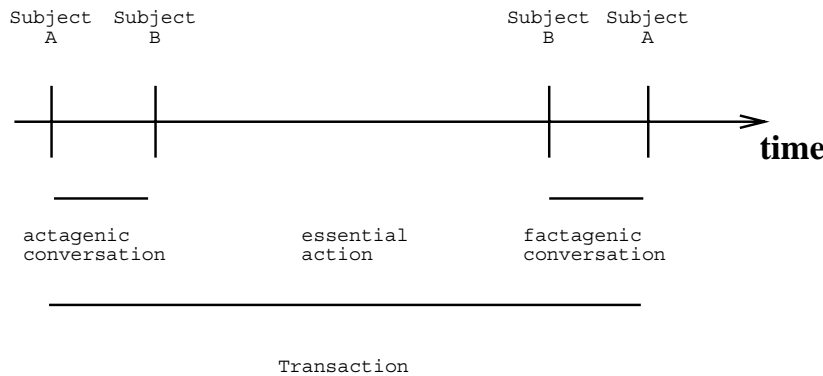 Subject Subject Subject Subject
A B B A
time
actagenic essential factagenic
conversation action conversation
Transaction